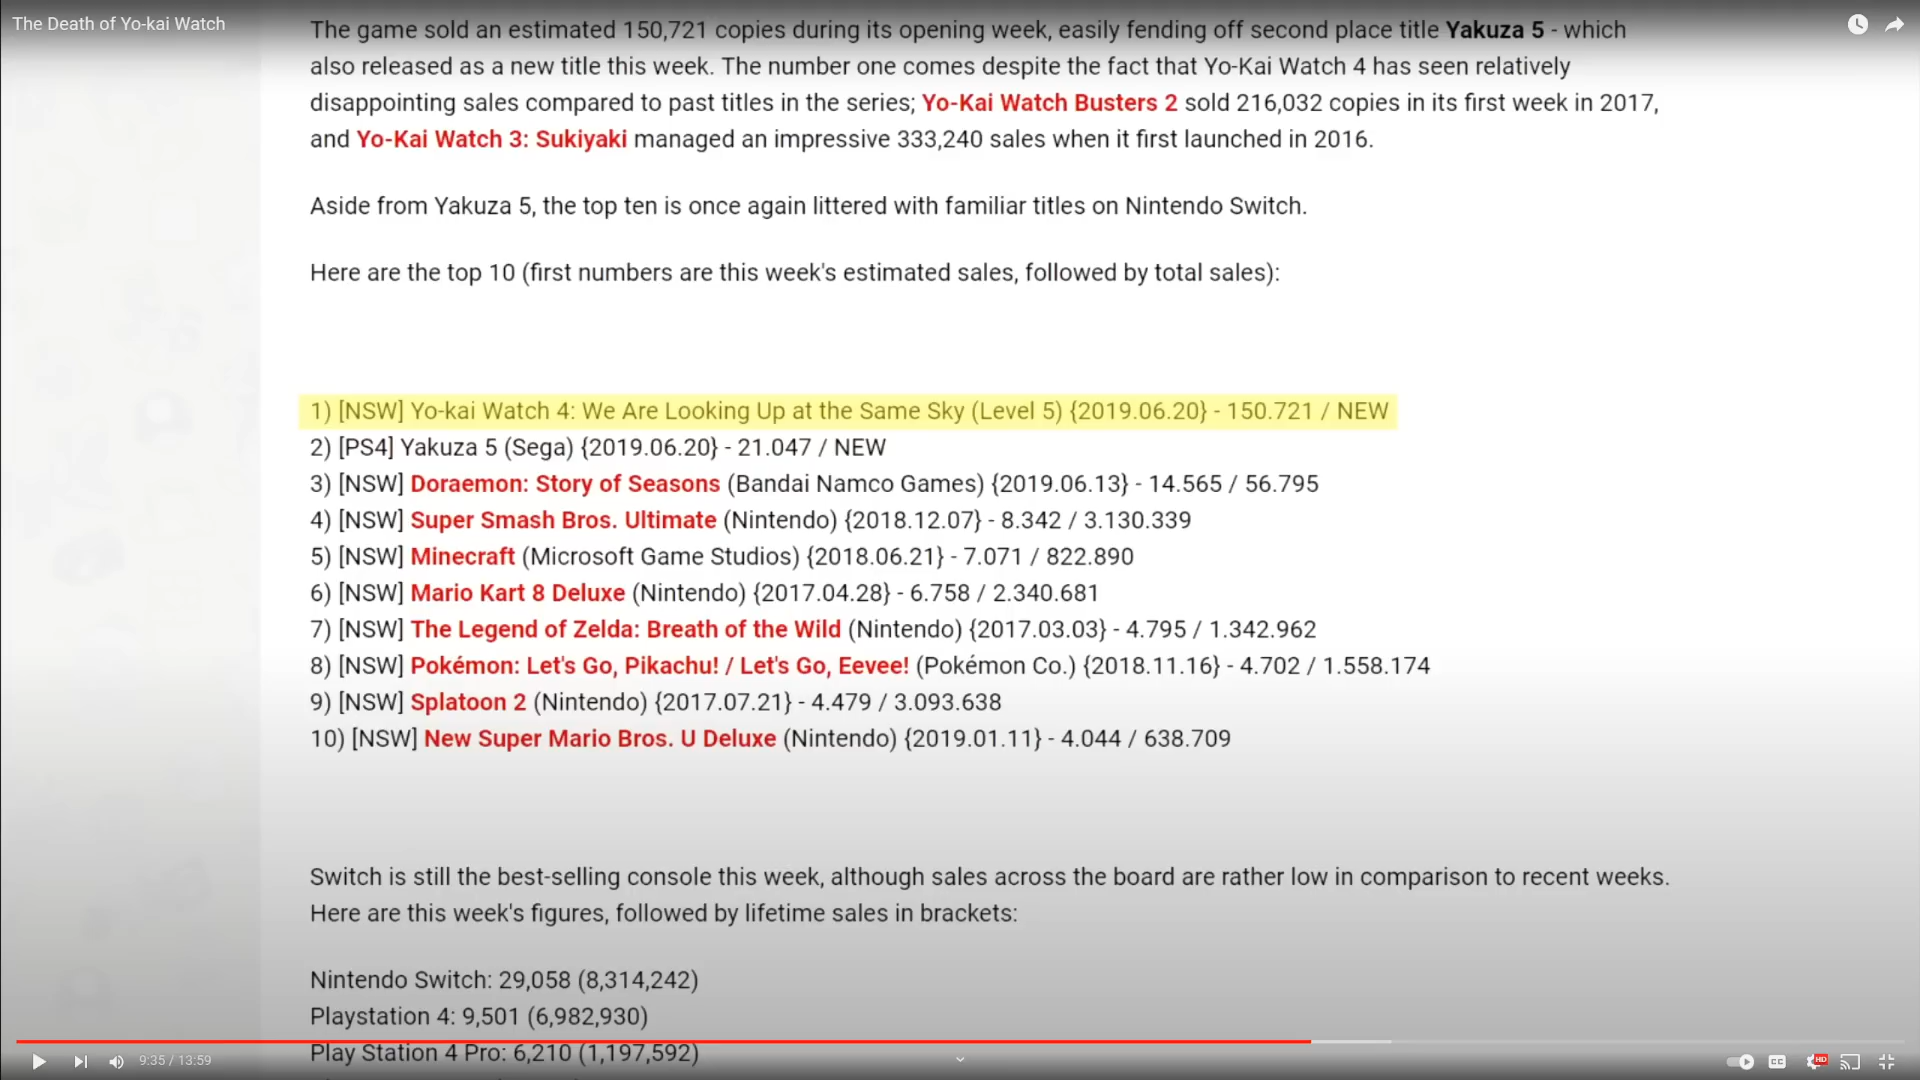 The Death of Yo-kai Watch
The game sold an estimated 150,721 copies during its opening week, easily fending off second place title Yakuza 5 - which
also released as a new title this week. The number one comes despite the fact that Yo-Kai Watch 4 has seen relatively
disappointing sales compared to past titles in the series; Yo-Kai Watch Busters 2 sold 216,032 copies in its first week in 2017,
and Yo-Kai Watch 3: Sukiyaki managed an impressive 333,240 sales when it first launched in 2016.
Aside from Yakuza 5, the top ten is once again littered with familiar titles on Nintendo Switch.
Here are the top 10 (first numbers are this week's estimated sales, followed by total sales):
1) [NSW] Yo-kai Watch 4: We Are Looking Up at the Same Sky (Level 5) {2019.06.20} - 150.721 / NEW
2) [PS4] Yakuza 5 (Sega) {2019.06.20} - 21.047 / NEW
3) [NSW] Doraemon: Story of Seasons (Bandai Namco Games) {2019.06.13} - 14.565 / 56.795
4) [NSW] Super Smash Bros. Ultimate (Nintendo) {2018.12.07} - 8.342 / 3.130.339
5) [NSW] Minecraft (Microsoft Game Studios) {2018.06.21} - 7.071 / 822.890
6) [NSW] Mario Kart 8 Deluxe (Nintendo) {2017.04.28} - 6.758 / 2.340.681
7) [NSW] The Legend of Zelda: Breath of the Wild (Nintendo) {2017.03.03} - 4.795 / 1.342.962
8) [NSW] Pokémon: Let's Go, Pikachu! / Let's Go, Eevee! (Pokémon Co.) {2018.11.16} - 4.702 / 1.558.174
9) [NSW] Splatoon 2 (Nintendo) {2017.07.21} - 4.479 / 3.093.638
10) [NSW] New Super Mario Bros. U Deluxe (Nintendo) {2019.01.11} - 4.044 / 638.709
Switch is still the best-selling console this week, although sales across the board are rather low in comparison to recent weeks.
Here are this week's figures, followed by lifetime sales in brackets:
Nintendo Switch: 29,058 (8,314,242)
Playstation 4: 9,501 (6,982,930)
Play Station 4 Pro: 6,210 (1,197,592)
9:35 / 13:59
CC
HD